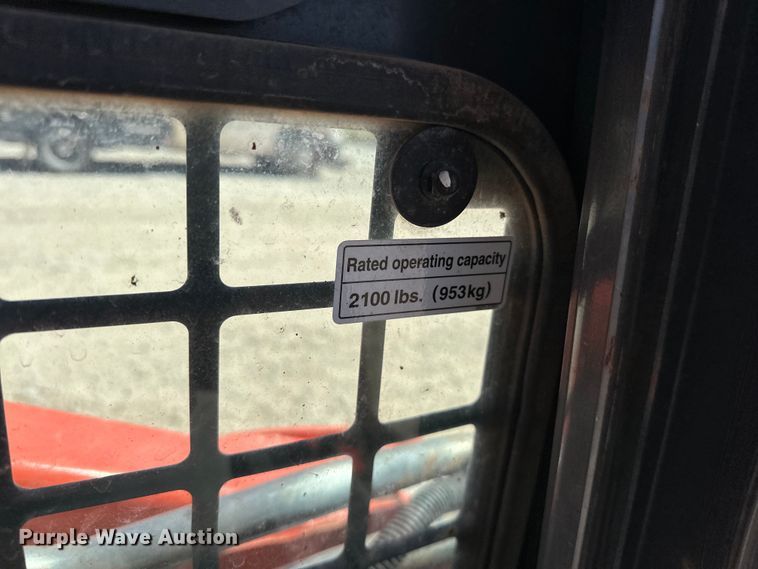 Rated operating capacity
2100 lbs. (953kg)
Purple Wave Auction